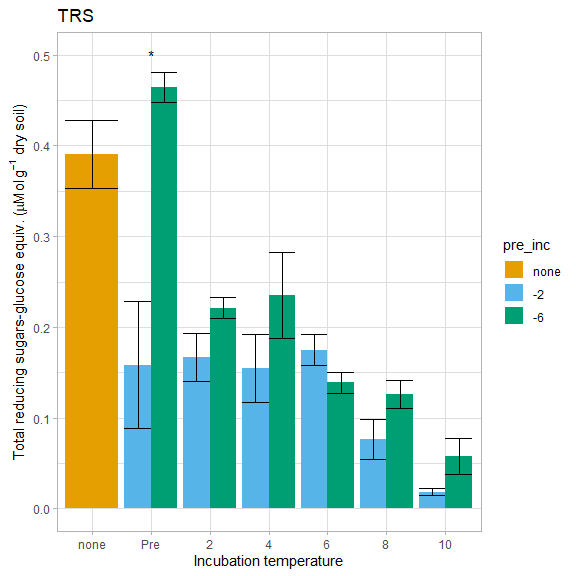 TRS
Total reducing sugars-glucose equiv. (μMol g⁻¹ dry soil)
0.5
0.4
0.3
0.2
0.1
0.0
*
none Pre 2 4 6 8 10
Incubation temperature
pre_inc
none
-2
-6